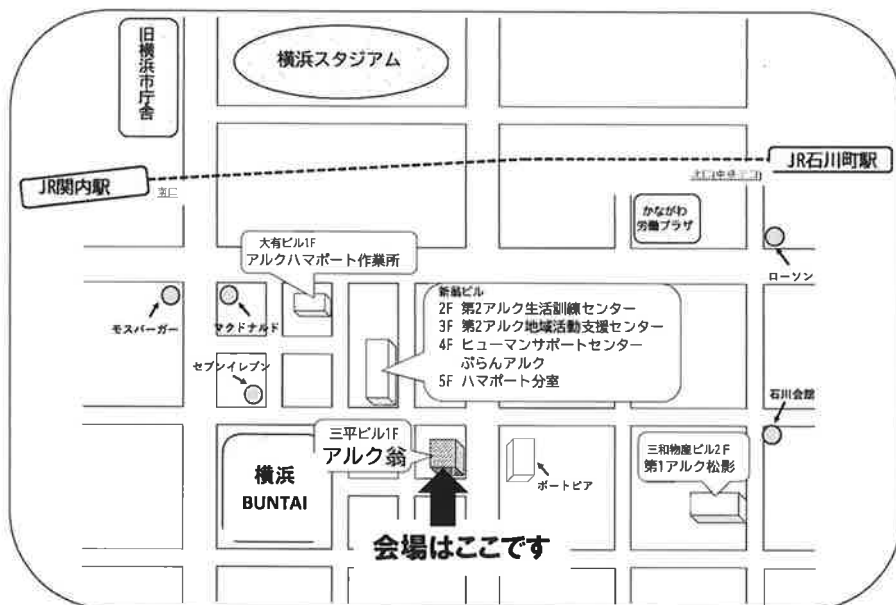 旧横浜市庁舎
横浜スタジアム
JR関内駅
南口
JR石川町駅
かながわ
労働プラザ
ローソン
大有ビル1F
アルクハマポート作業所
モスバーガー
マクドナルド
新扇ビル
2F 第2アルク生活訓練センター
3F 第2アルク地域活動支援センター
4F ヒューマンサポートセンター
ぷらんアルク
5F ハマポート分室
セブンイレブン
石川会館
三平ビル1F
アルク翁
横浜
BUNTAI
ポートピア
三和物産ビル2F
第1アルク松影
会場はここです